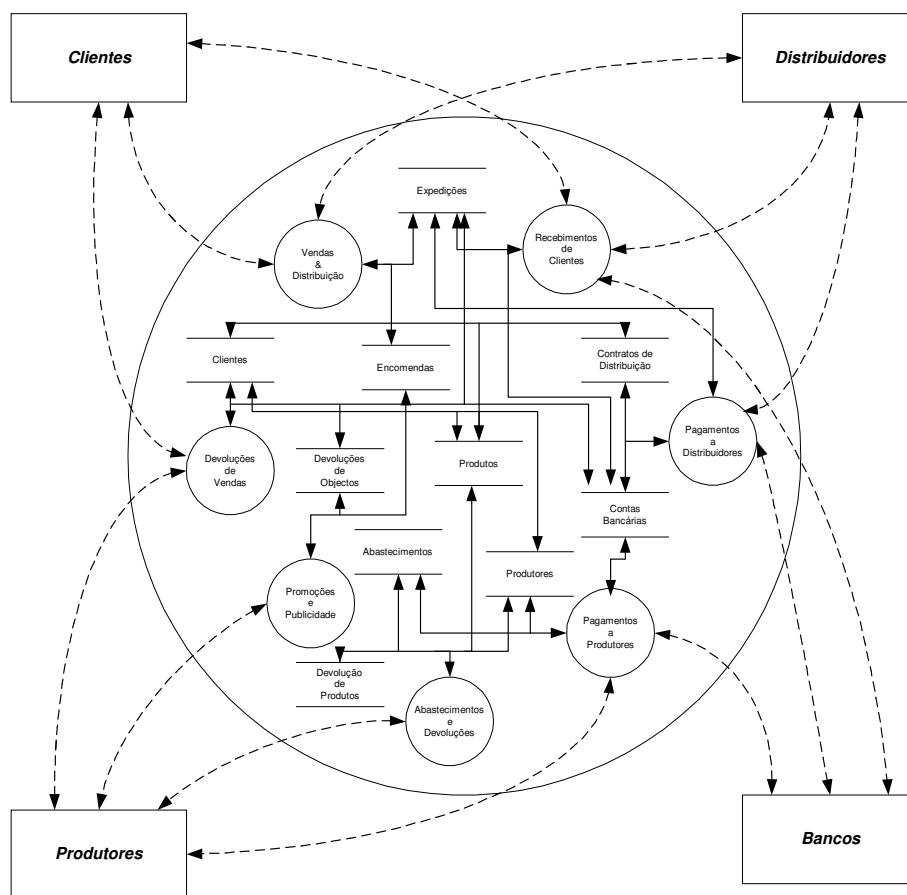 Clientes
Distribuidores
Expedições
Vendas
&
Distribuição
Recebimentos
de
Clientes
Clientes
Encomendas
Contratos de
Distribuição
Devoluções
de
Vendas
Devoluções
de
Objectos
Produtos
Pagamentos
a
Distribuidores
Contas
Bancárias
Abastecimentos
Produtores
Promoções
e
Publicidade
Pagamentos
a
Produtores
Devolução
de
Produtos
Abastecimentos
e
Devoluções
Produtores
Bancos